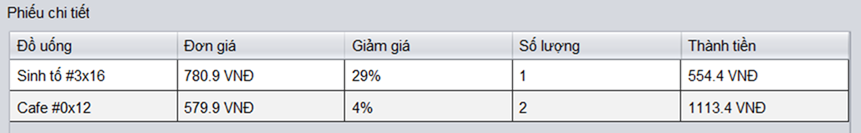 Phiếu chi tiết
Đồ uống Đơn giá Giảm giá Số lượng Thành tiền
Sinh tố #3x16 780.9 VNĐ 29% 1 554.4 VNĐ
Cafe #0x12 579.9 VNĐ 4% 2 1113.4 VNĐ